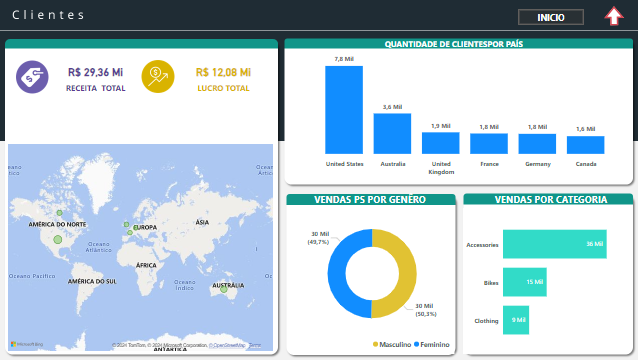 Clientes
INICIO
R$ 29,36 Mi
RECEITA TOTAL
R$ 12,08 Mi
LUCRO TOTAL
QUANTIDADE DE CLIENTESPOR PAÍS
7,8 Mil
3,6 Mil
1,9 Mil
1,8 Mil
1,8 Mil
1,6 Mil
United States
Australia
United
Kingdom
France
Germany
Canada
AMÉRICA DO NORTE
EUROPA
ÁSIA
Oceano
Atlântico
ÁFRICA
Oceano Pacífico
AMÉRICA DO SUL
Oceano
Índico
AUSTRÁLIA
Microsoft Bing
© 2024 TomTom, © 2024 Microsoft Corporation, © OpenStreetMap Terms
ANTÁRTICA
VENDAS PS POR GENÊRO
30 Mil
(49,7%)
30 Mil
(50,3%)
Masculino
Feminino
VENDAS POR CATEGORIA
Accessories
36 Mil
Bikes
15 Mil
Clothing
9 Mil